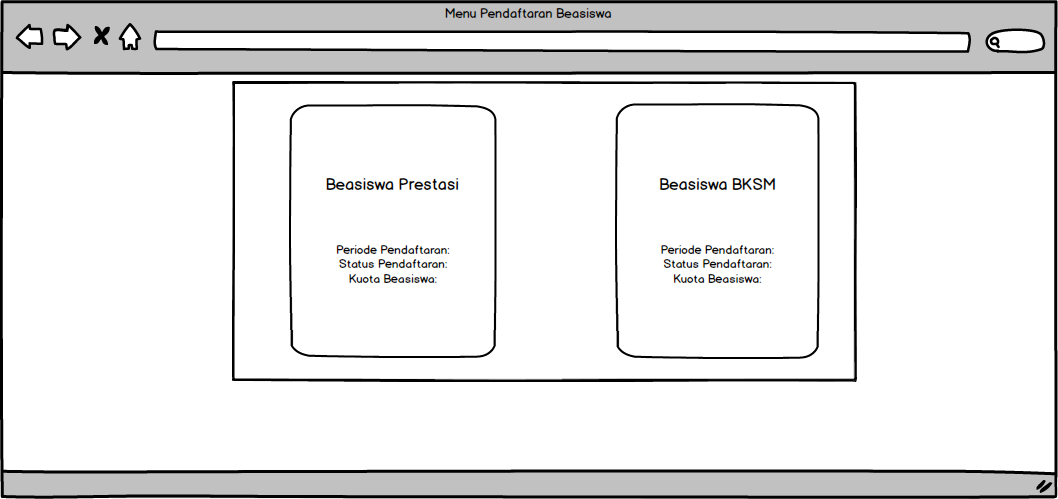 Menu Pendaftaran Beasiswa
Beasiswa Prestasi
Periode Pendaftaran:
Status Pendaftaran:
Kuota Beasiswa:
Beasiswa BKSM
Periode Pendaftaran:
Status Pendaftaran:
Kuota Beasiswa: